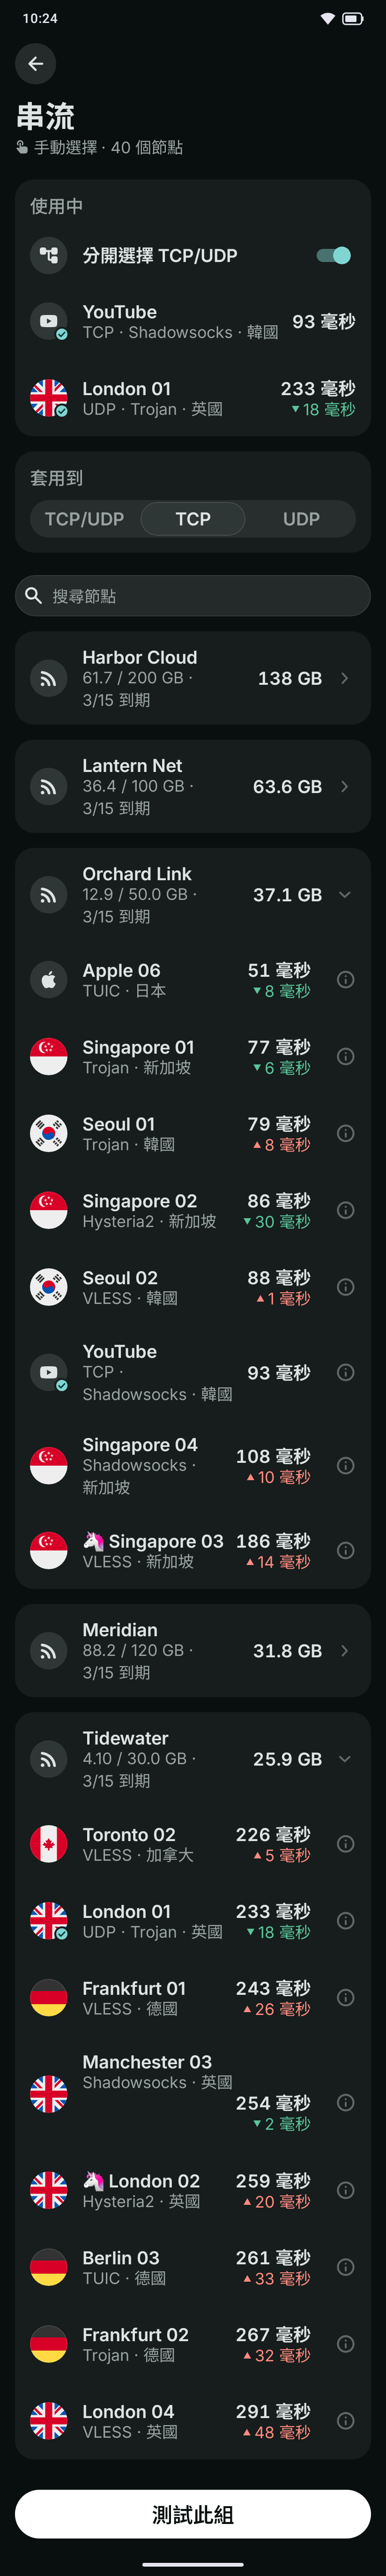 10:24
串流
手動選擇 · 40 個節點
使用中
分開選擇 TCP/UDP
YouTube
93 毫秒
TCP · Shadowsocks · 韓國
London 01
233 毫秒
UDP · Trojan · 英國
▼18 毫秒
套用到
TCP/UDP
TCP
UDP
搜尋節點
Harbor Cloud
61.7 / 200 GB ·
3/15 到期
138 GB
Lantern Net
36.4 / 100 GB ·
3/15 到期
63.6 GB
Orchard Link
12.9 / 50.0 GB ·
3/15 到期
37.1 GB
Apple 06
51 毫秒
TUIC · 日本
▼8 毫秒
Singapore 01
77 毫秒
Trojan · 新加坡
▼6 毫秒
Seoul 01
79 毫秒
Trojan · 韓國
▲8 毫秒
Singapore 02
86 毫秒
Hysteria2 · 新加坡
▼30 毫秒
Seoul 02
88 毫秒
VLESS · 韓國
▲1 毫秒
YouTube
TCP ·
Shadowsocks · 韓國
93 毫秒
Singapore 04
108 毫秒
Shadowsocks ·
新加坡
▲10 毫秒
🦄 Singapore 03
186 毫秒
VLESS · 新加坡
▲14 毫秒
Meridian
88.2 / 120 GB ·
3/15 到期
31.8 GB
Tidewater
4.10 / 30.0 GB ·
3/15 到期
25.9 GB
Toronto 02
226 毫秒
VLESS · 加拿大
▲5 毫秒
London 01
233 毫秒
UDP · Trojan · 英國
▼18 毫秒
Frankfurt 01
243 毫秒
VLESS · 德國
▲26 毫秒
Manchester 03
Shadowsocks · 英國
254 毫秒
▼2 毫秒
🦄 London 02
259 毫秒
Hysteria2 · 英國
▲20 毫秒
Berlin 03
261 毫秒
TUIC · 德國
▲33 毫秒
Frankfurt 02
267 毫秒
Trojan · 德國
▲32 毫秒
London 04
291 毫秒
VLESS · 英國
▲48 毫秒
測試此組